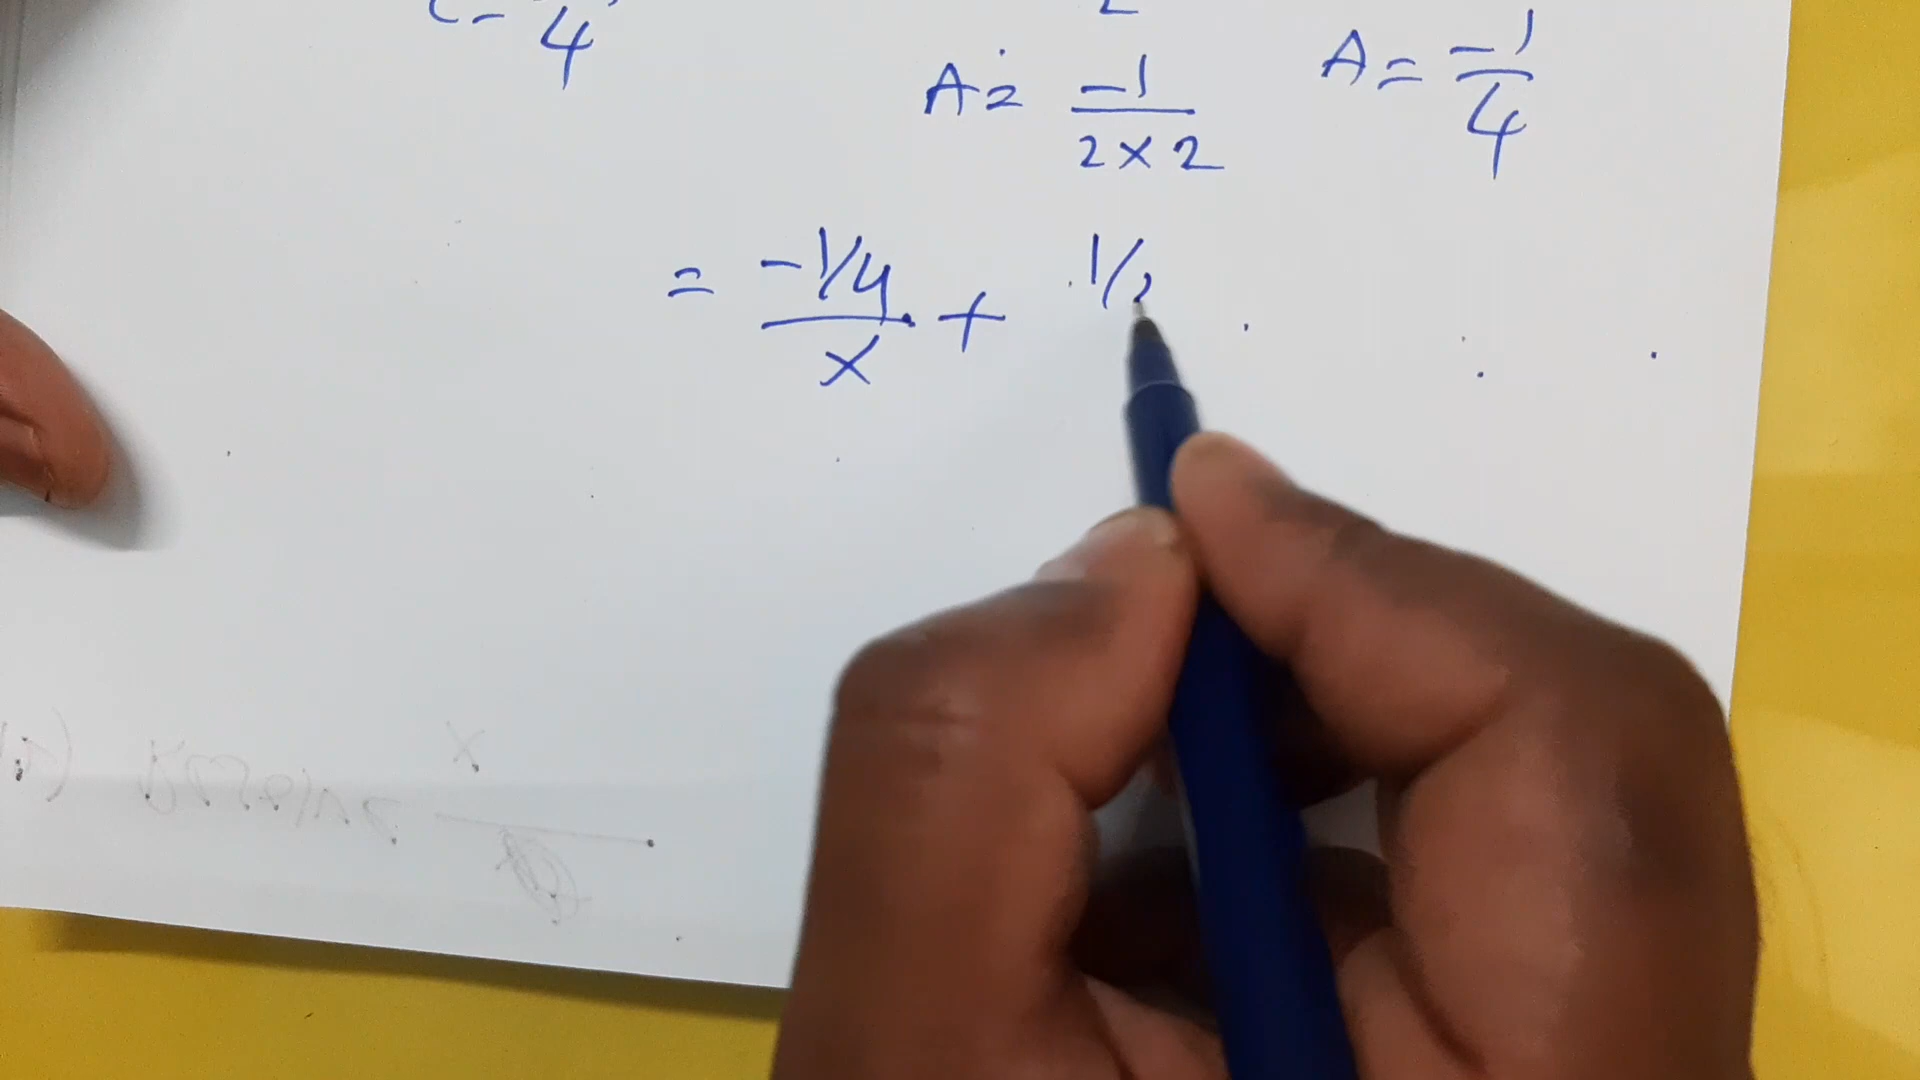 4
A = -1 / 2×2
A = -1 / 4
= -1/4 / x + 1/2